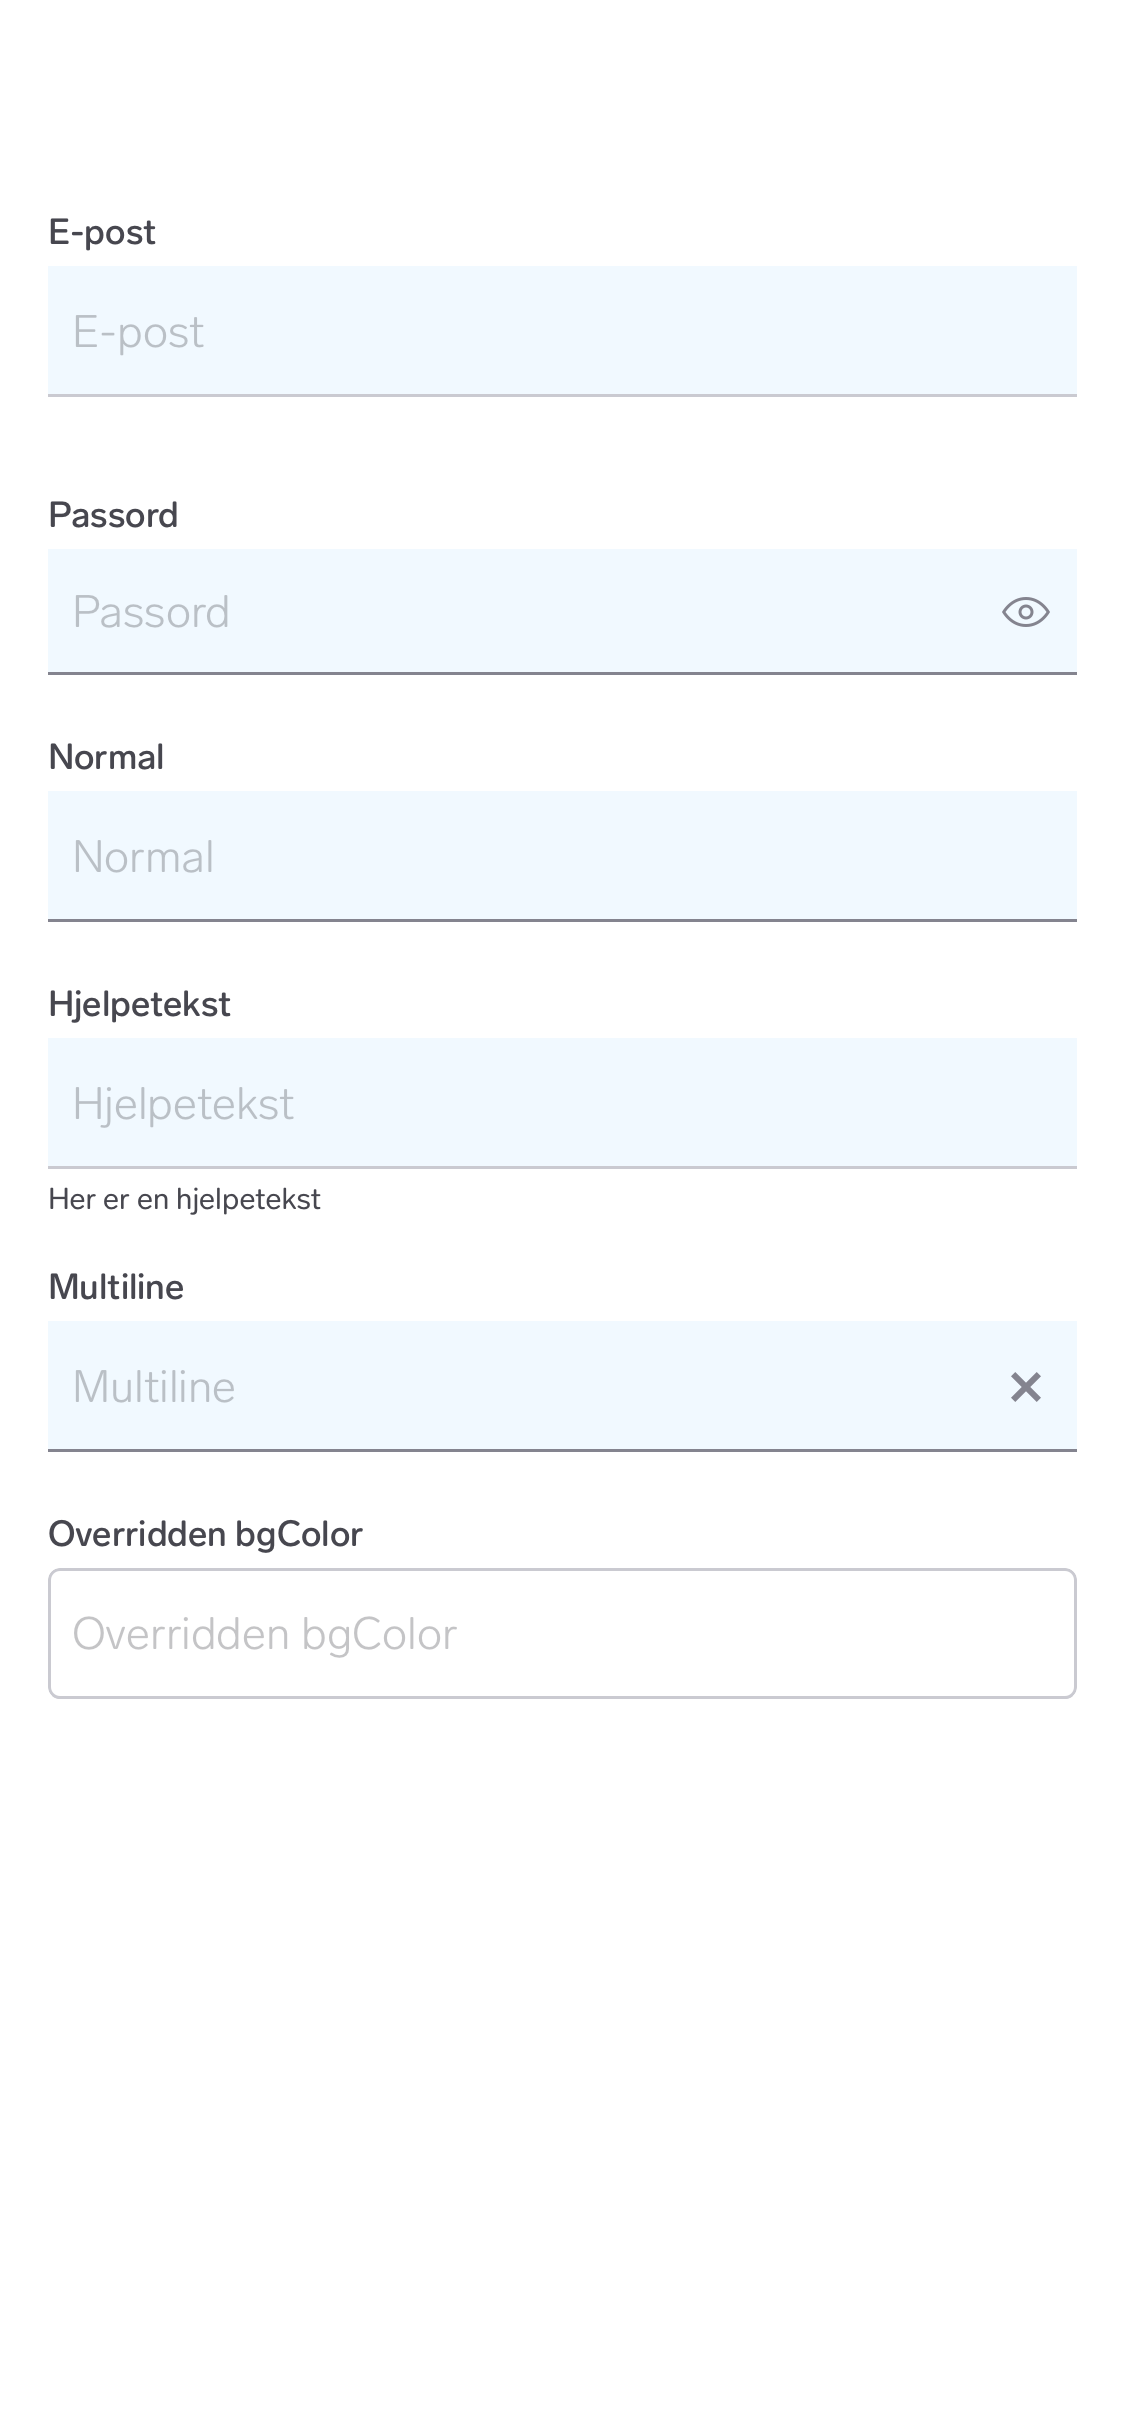 E-post
E-post
Passord
Passord
Normal
Normal
Hjelpetekst
Hjelpetekst
Her er en hjelpetekst
Multiline
Multiline
Overridden bgColor
Overridden bgColor